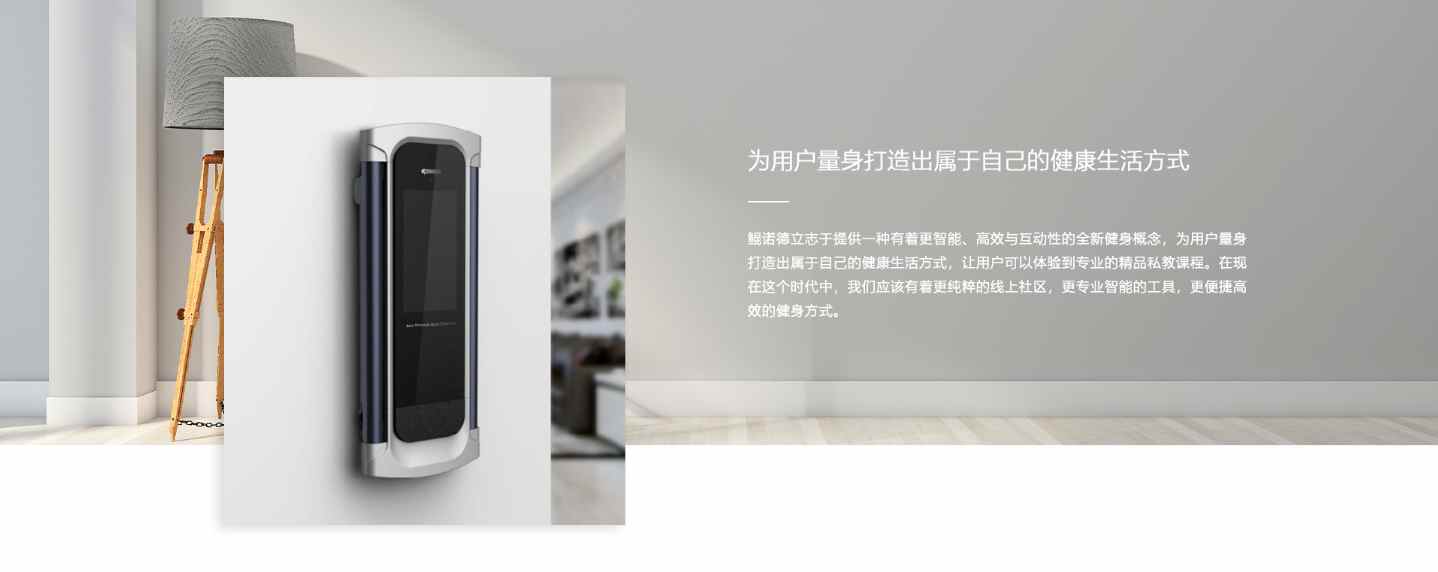 为用户量身打造出属于自己的健康生活方式
鲲诺德立志于提供一种有着更智能、高效与互动性的全新健身概念，为用户量身
打造出属于自己的健康生活方式，让用户可以体验到专业的精品私教课程。在现
在这个时代中，我们应该有着更纯粹的线上社区，更专业智能的工具，更便捷高
效的健身方式。